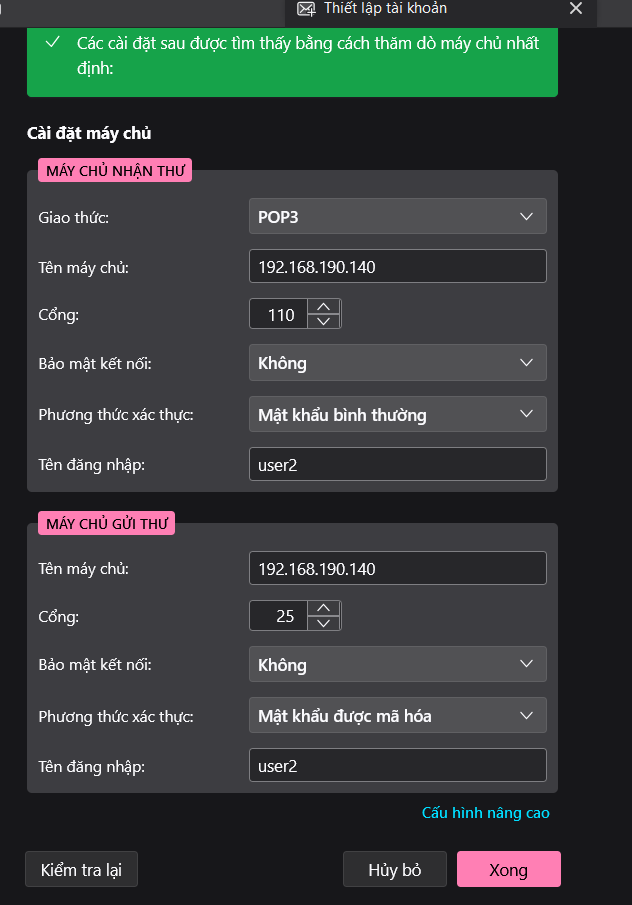 Thiết lập tài khoản
Các cài đặt sau được tìm thấy bằng cách thăm dò máy chủ nhất
định:
Cài đặt máy chủ
MÁY CHỦ NHẬN THƯ
Giao thức: POP3
Tên máy chủ: 192.168.190.140
Cổng: 110
Bảo mật kết nối: Không
Phương thức xác thực: Mật khẩu bình thường
Tên đăng nhập: user2
MÁY CHỦ GỬI THƯ
Tên máy chủ: 192.168.190.140
Cổng: 25
Bảo mật kết nối: Không
Phương thức xác thực: Mật khẩu được mã hóa
Tên đăng nhập: user2
Cấu hình nâng cao
Kiểm tra lại Hủy bỏ Xong